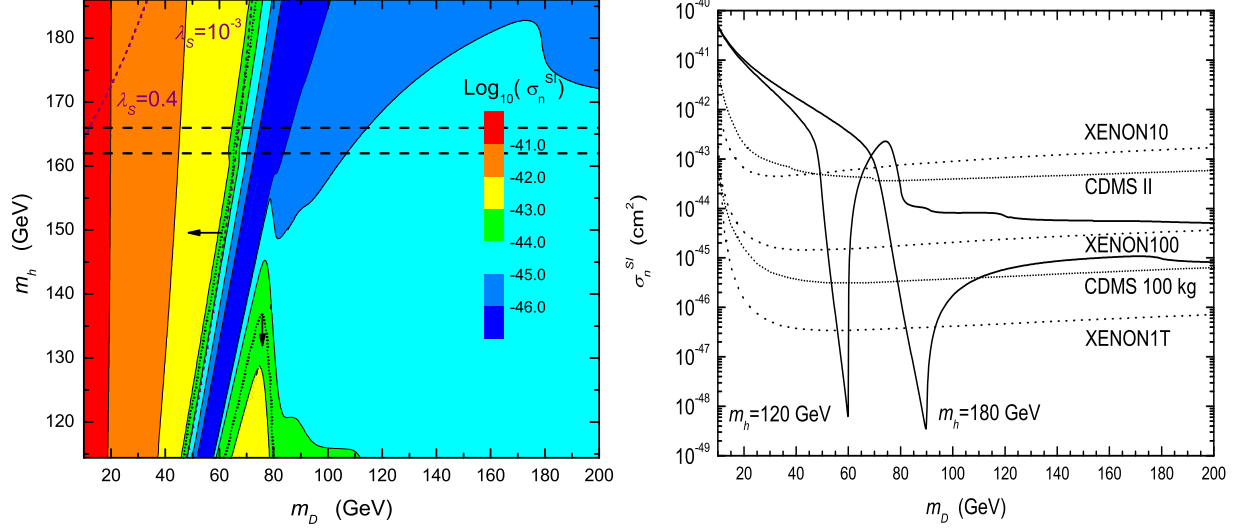 180
170
160
150
140
130
120
m_h (GeV)
20 40 60 80 100 120 140 160 180 200
m_D (GeV)
λ_S=10^-3
λ_S=0.4
Log_10(σ_n^SI)
-41.0
-42.0
-43.0
-44.0
-45.0
-46.0
10^-40
10^-41
10^-42
10^-43
10^-44
10^-45
10^-46
10^-47
10^-48
10^-49
σ_n^SI (cm^2)
XENON10
CDMS II
XENON100
CDMS 100 kg
XENON1T
m_h=120 GeV
m_h=180 GeV
20 40 60 80 100 120 140 160 180 200
m_D (GeV)